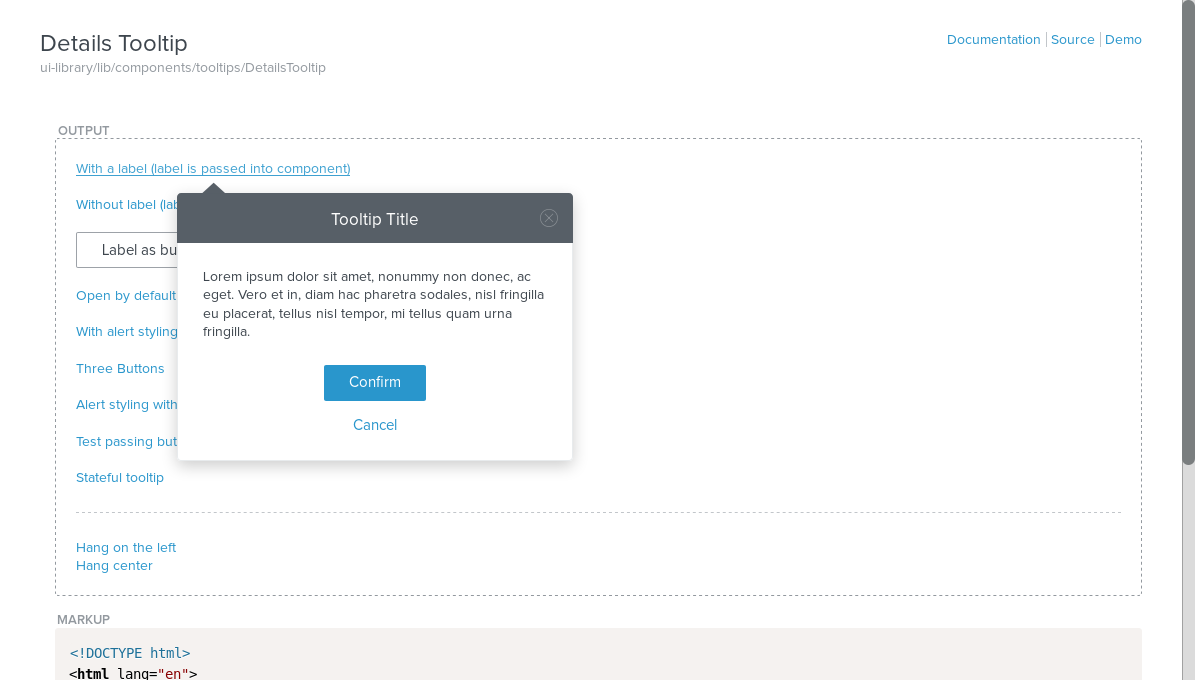 Details Tooltip
Documentation
Source
Demo
ui-library/lib/components/tooltips/DetailsTooltip
OUTPUT
With a label (label is passed into component)
Without label (lab
Tooltip Title
Label as bu
Lorem ipsum dolor sit amet, nonummy non donec, ac
eget. Vero et in, diam hac pharetra sodales, nisl fringilla
eu placerat, tellus nisl tempor, mi tellus quam urna
fringilla.
Open by default
With alert styling
Three Buttons
Confirm
Alert styling with
Cancel
Test passing but
Stateful tooltip
Hang on the left
Hang center
MARKUP
<!DOCTYPE html>
<html lang="en">